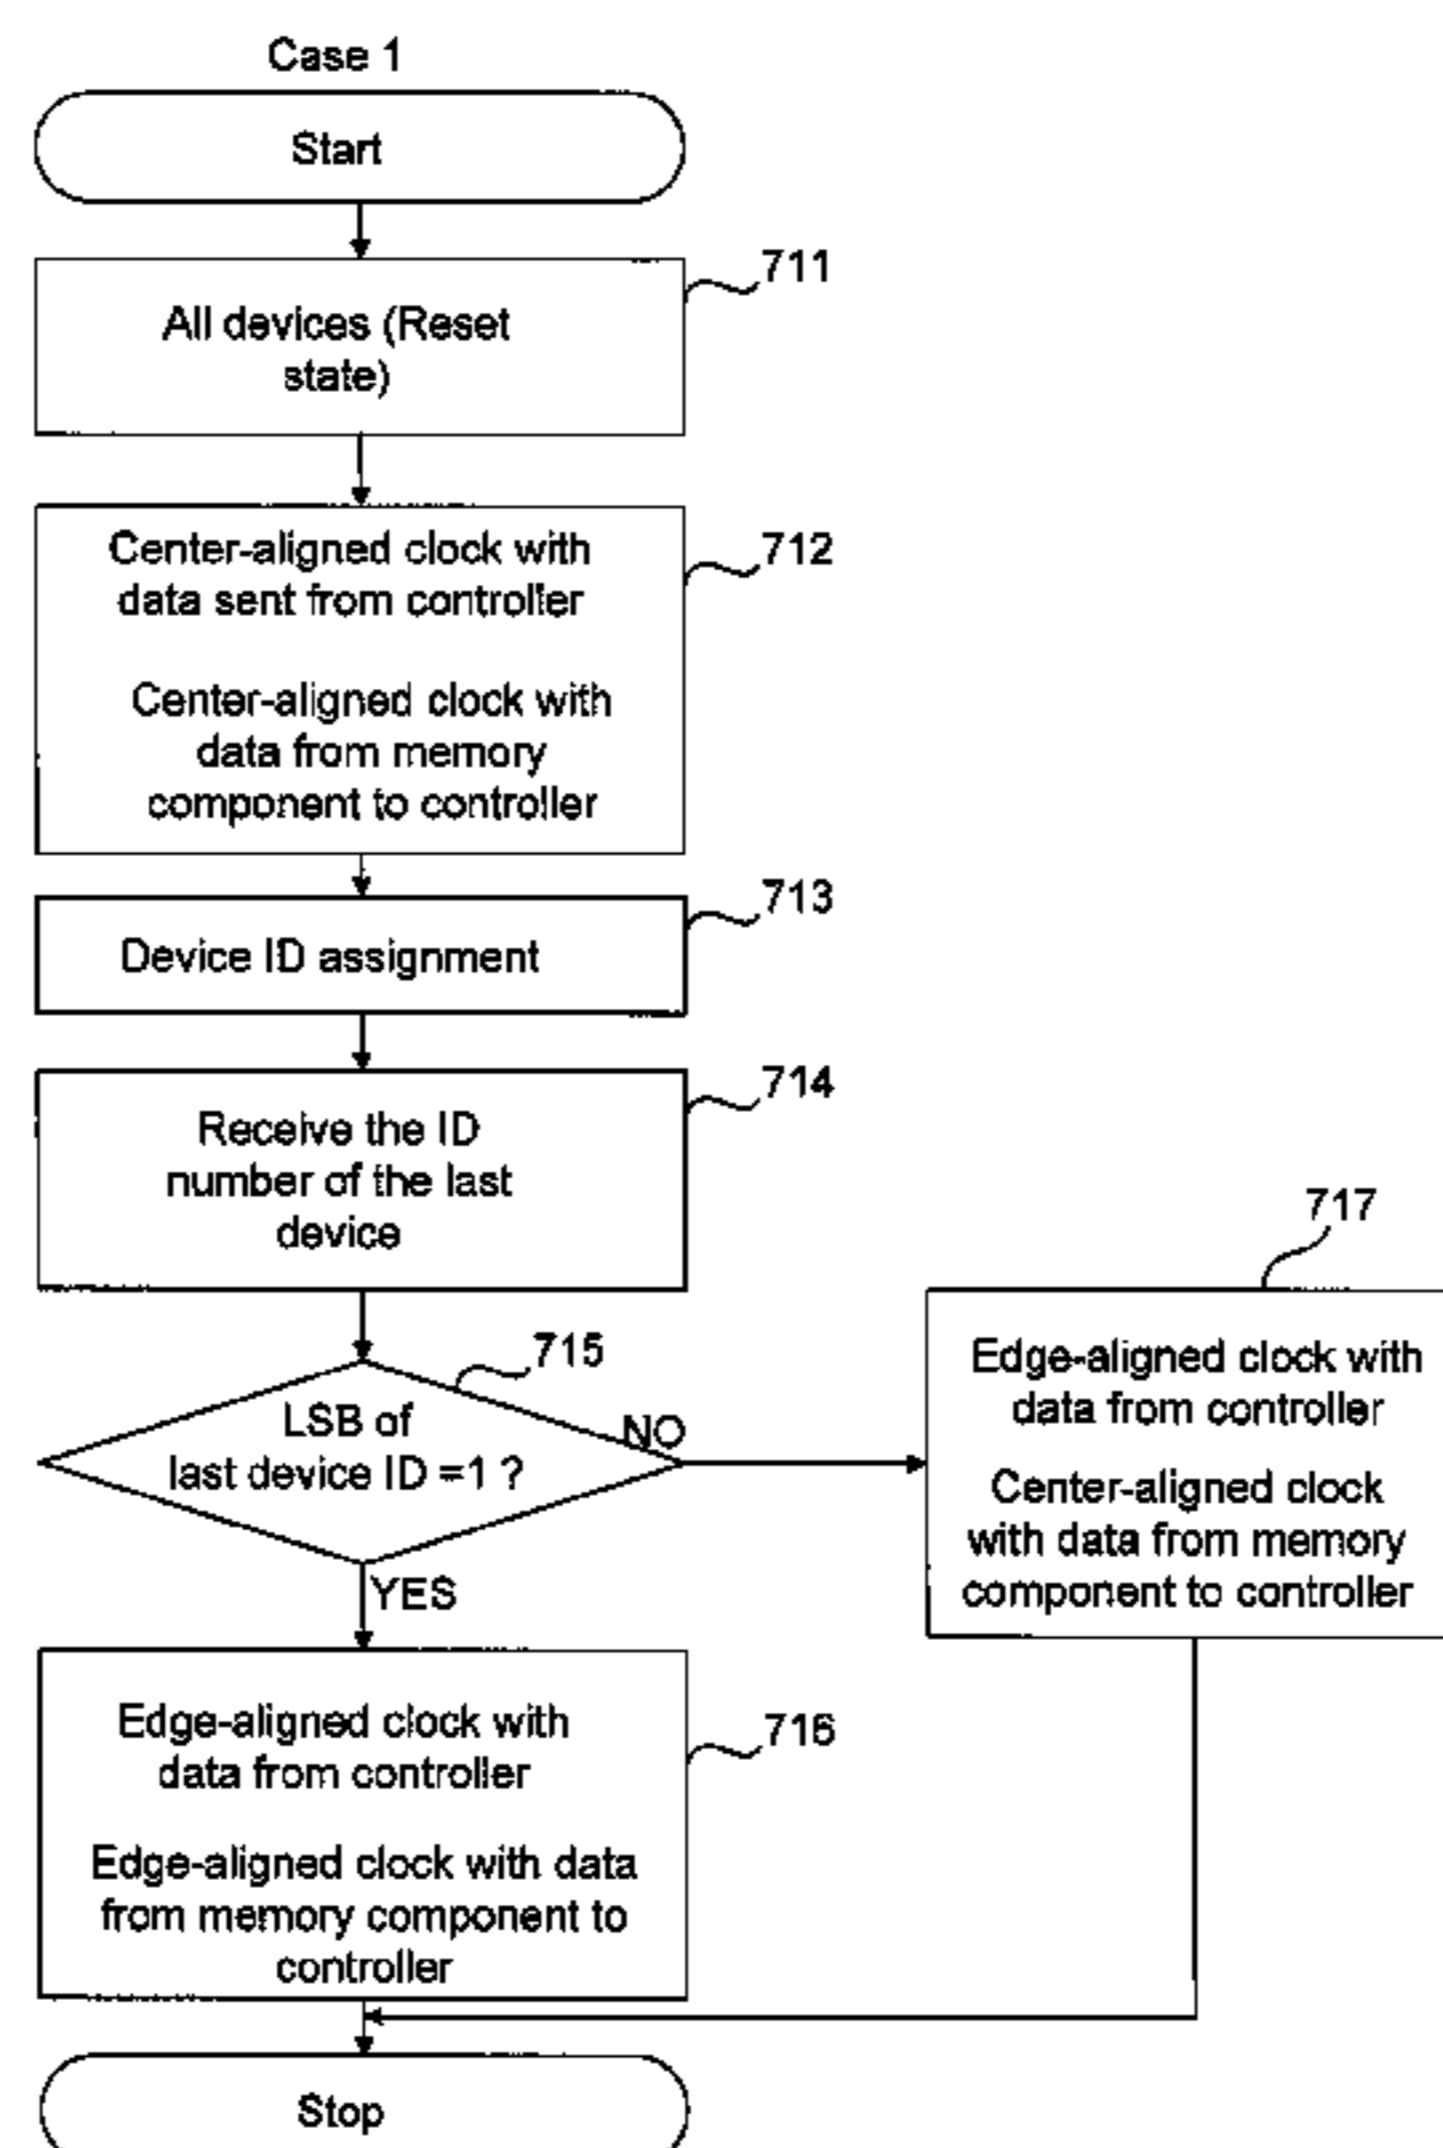 Case 1
Start
711
All devices (Reset
state)
712
Center-aligned clock with
data sent from controller
Center-aligned clock with
data from memory
component to controller
713
Device ID assignment
714
Receive the ID
number of the last
device
715
LSB of
last device ID =1 ?
NO
YES
717
Edge-aligned clock with
data from controller
Center-aligned clock
with data from memory
component to controller
716
Edge-aligned clock with
data from controller
Edge-aligned clock with data
from memory component to
controller
Stop